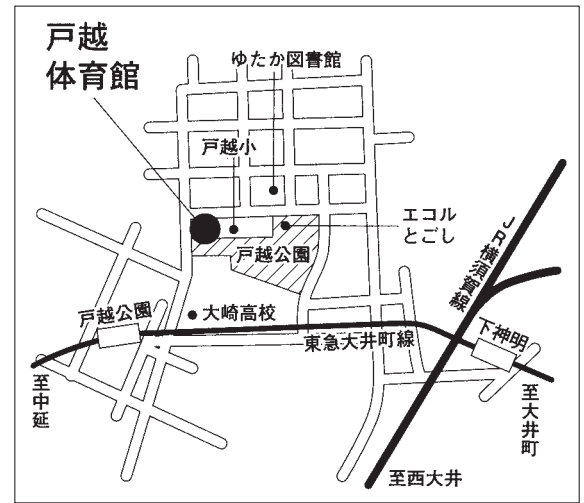 戸越
体育館
ゆたか図書館
戸越小
エコル
とごし
戸越公園
JR横須賀線
大崎高校
戸越公園
東急大井町線
下神明
至中延
至大井町
至西大井